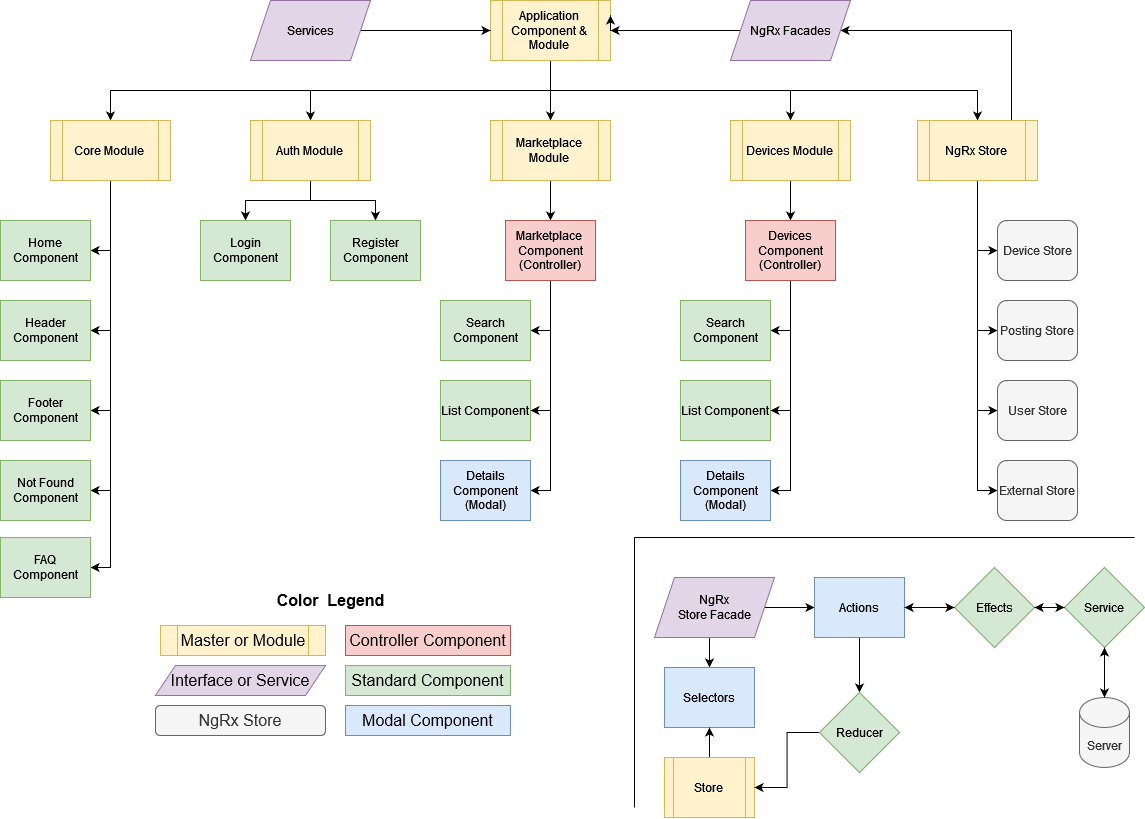 Services
Application
Component &
Module
NgRx Facades
Core Module
Auth Module
Marketplace
Module
Devices Module
NgRx Store
Home
Component
Login
Component
Register
Component
Marketplace
Component
(Controller)
Devices
Component
(Controller)
Device Store
Header
Component
Search
Component
Search
Component
Posting Store
Footer
Component
List Component
List Component
User Store
Not Found
Component
Details
Component
(Modal)
Details
Component
(Modal)
External Store
FAQ
Component
Color Legend
Master or Module
Controller Component
Interface or Service
Standard Component
NgRx Store
Modal Component
NgRx
Store Facade
Actions
Effects
Service
Selectors
Reducer
Server
Store